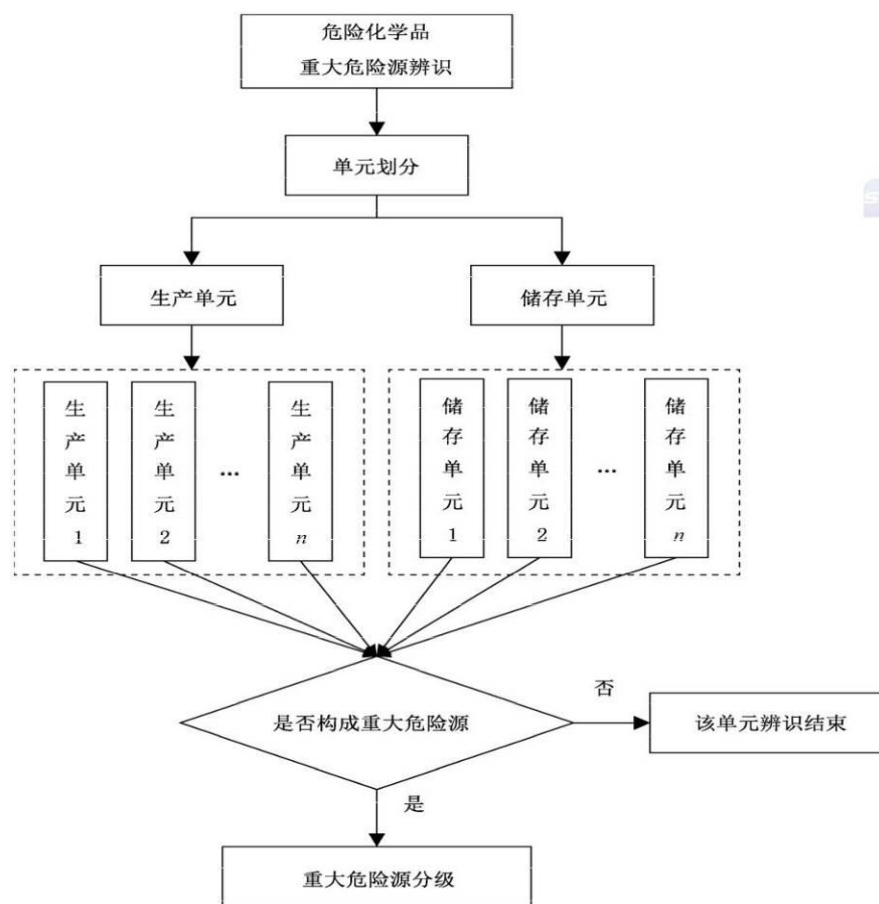 危险化学品
重大危险源辨识
单元划分
生产单元
储存单元
生产单元1
生产单元2
...
生产单元n
储存单元1
储存单元2
...
储存单元n
是否构成重大危险源
否
该单元辨识结束
是
重大危险源分级